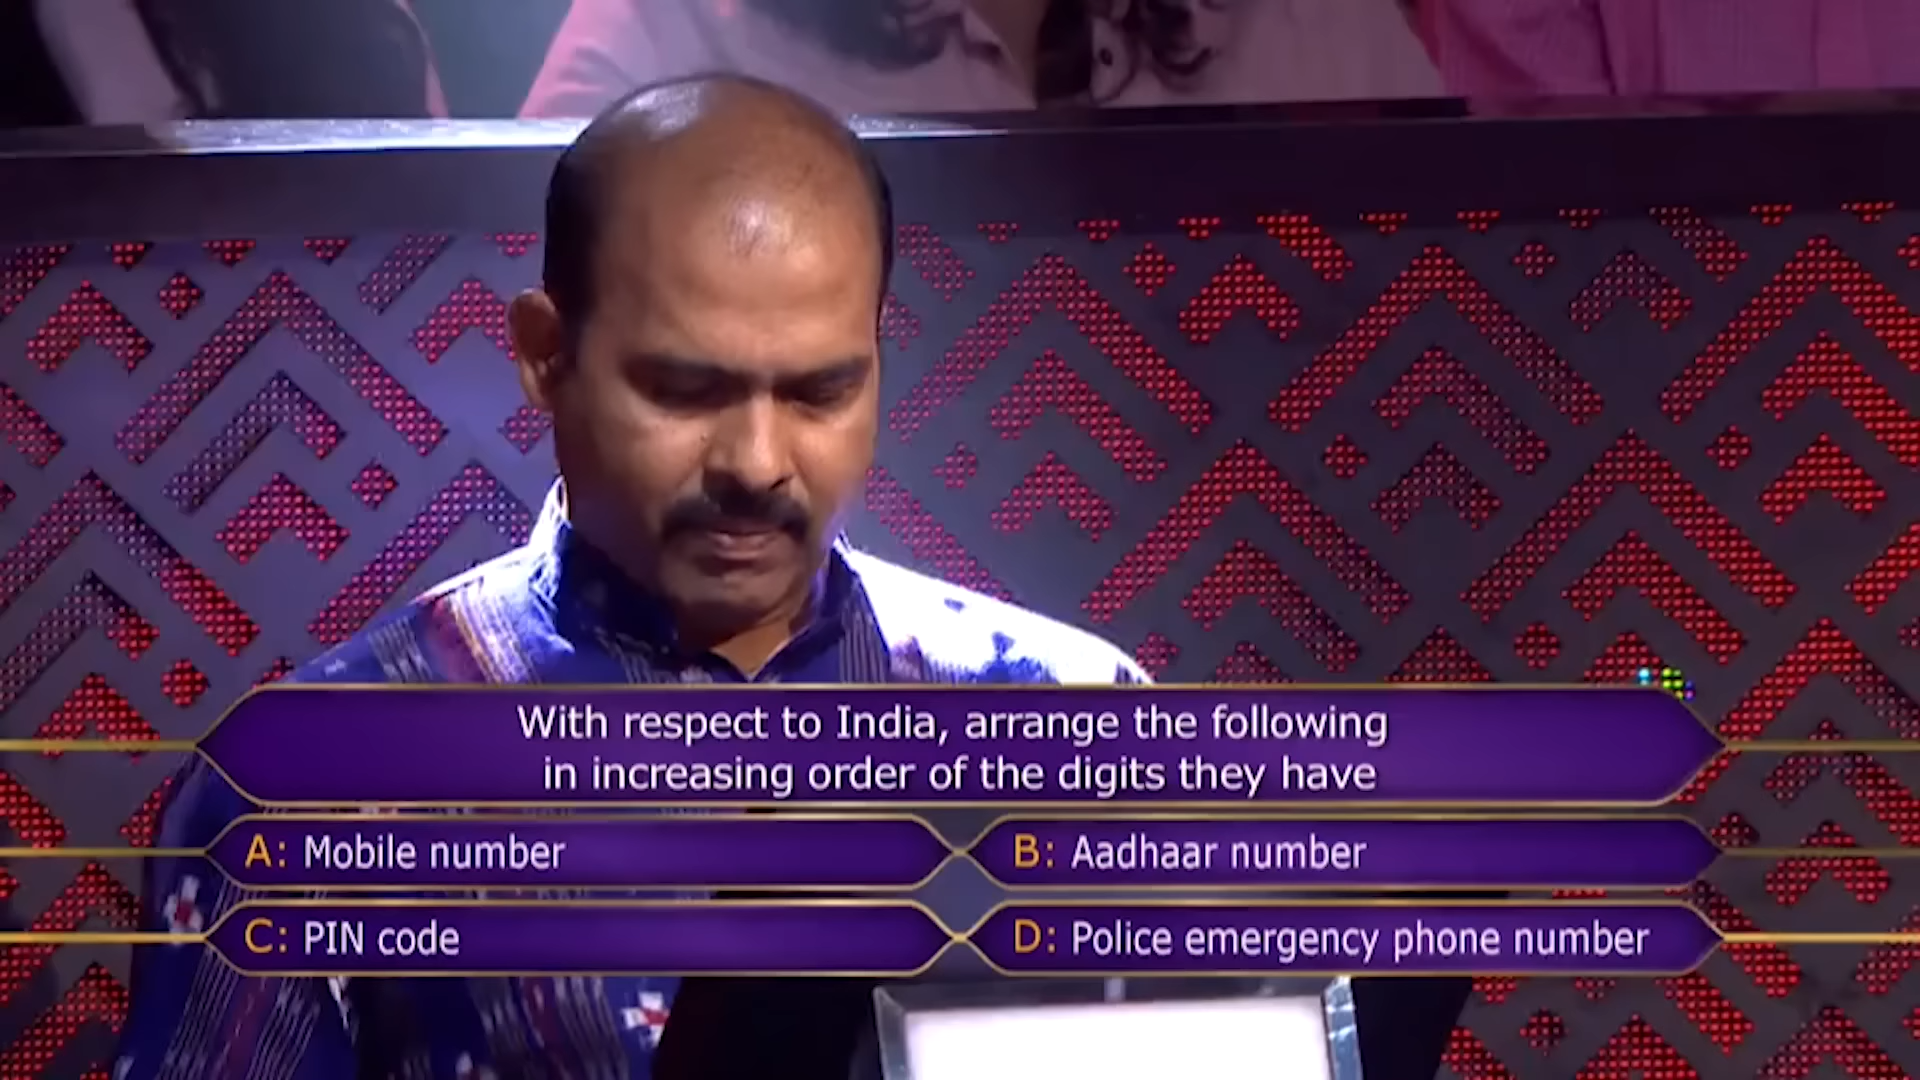 With respect to India, arrange the following
in increasing order of the digits they have
A: Mobile number
B: Aadhaar number
C: PIN code
D: Police emergency phone number